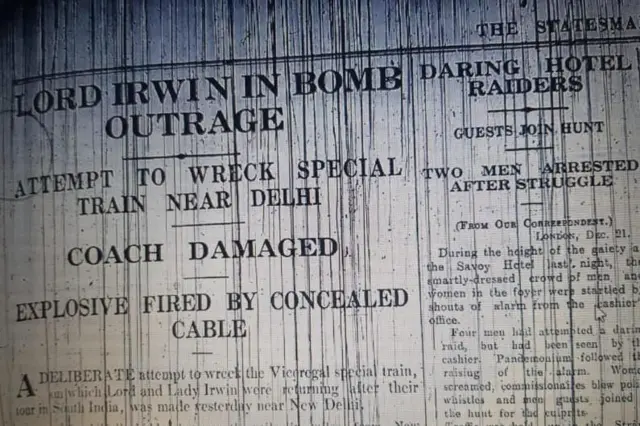 THE STATESMA
LORD IRWIN IN BOMB
OUTRAGE
ATTEMPT TO WRECK SPECIAL
TRAIN NEAR DELHI
COACH DAMAGED
EXPLOSIVE FIRED BY CONCEALED
CABLE
A DELIBERATE attempt to wreck the Viceregal special train,
on which Lord and Lady Irwin were returning after their
tour in South India, was made yesterday near New Delhi.
DARING HOTEL
RAIDERS
GUESTS JOIN HUNT
TWO MEN ARRESTED
AFTER STRUGGLE
(FROM OUR CORRESPONDENT.)
LONDON, DEC. 21.
During the height of the gaiety a
the Savoy Hotel last night, the
smartly-dressed crowd of men an
women in the foyer were startled b
shouts of alarm from the cashier
office.
Four men had attempted a darin
raid, but had been seen by th
cashier. Pandemonium followed t
raising of the alarm. Wom
screamed, commissionaires blew pol
whistles and men guests joined
the hunt for the culprits.